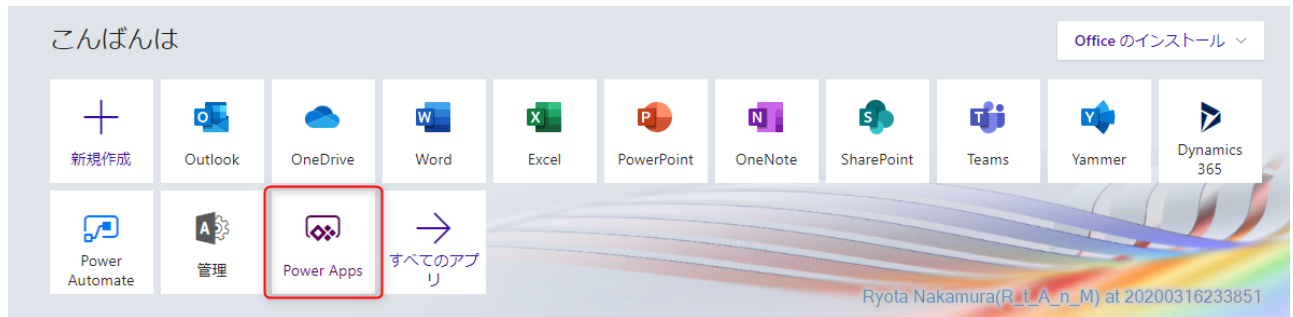 こんばんは
Office のインストール
新規作成
Outlook
OneDrive
Word
Excel
PowerPoint
OneNote
SharePoint
Teams
Yammer
Dynamics
365
Power
Automate
管理
Power Apps
すべてのアプ
リ
Ryota Nakamura(R_t_A_n_M) at 20200316233851